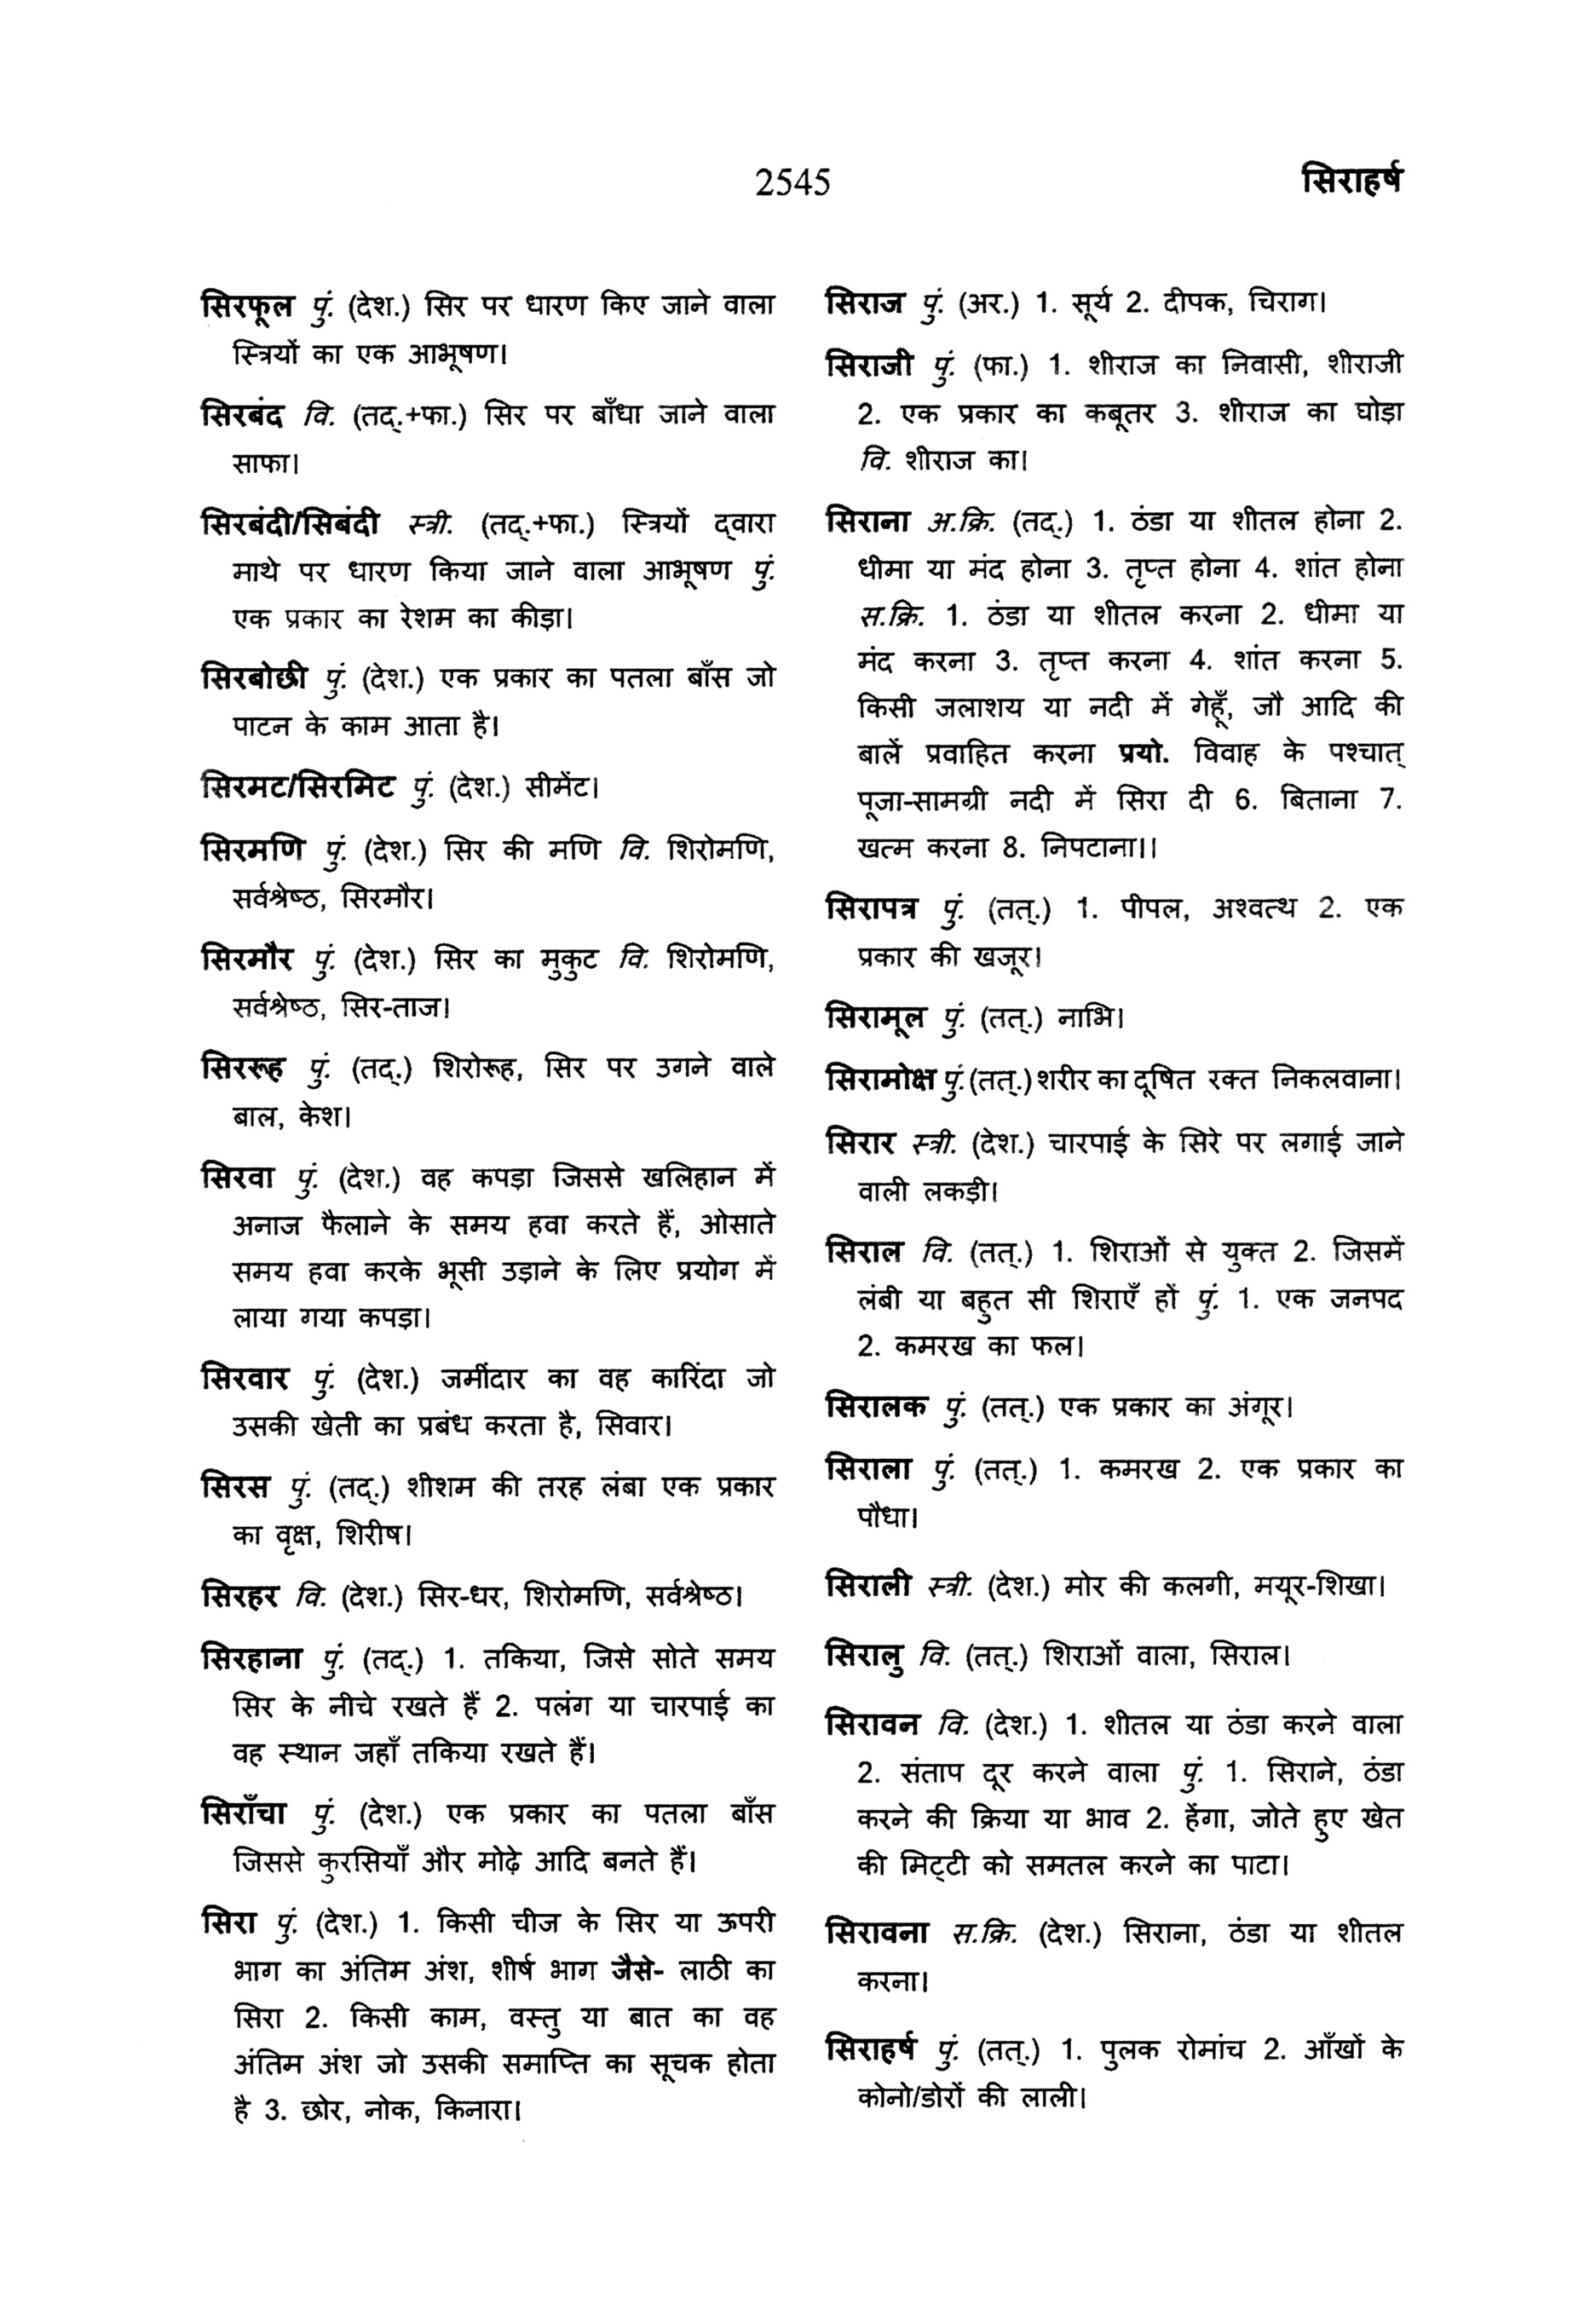 2545
सिराहर्ष
सिरफूल पुं. (देश.) सिर पर धारण किए जाने वाला
स्त्रियों का एक आभूषण।
सिरबंद वि. (तद्.+फा.) सिर पर बाँधा जाने वाला
साफा।
सिरबंदी/सिबंदी स्त्री. (तद्.+फा.) स्त्रियों द्वारा
माथे पर धारण किया जाने वाला आभूषण पुं.
एक प्रकार का रेशम का कीड़ा।
सिरबोछी पुं. (देश.) एक प्रकार का पतला बाँस जो
पाटन के काम आता है।
सिरमट/सिरमिट पुं. (देश.) सीमेंट।
सिरमणि पुं. (देश.) सिर की मणि वि. शिरोमणि,
सर्वश्रेष्ठ, सिरमौर।
सिरमौर पुं. (देश.) सिर का मुकुट वि. शिरोमणि,
सर्वश्रेष्ठ, सिर-ताज।
सिररूह पुं. (तद्.) शिरोरूह, सिर पर उगने वाले
बाल, केश।
सिरवा पुं. (देश.) वह कपड़ा जिससे खलिहान में
अनाज फैलाने के समय हवा करते हैं, ओसाते
समय हवा करके भूसी उड़ाने के लिए प्रयोग में
लाया गया कपड़ा।
सिरवार पुं. (देश.) जमींदार का वह कारिंदा जो
उसकी खेती का प्रबंध करता है, सिवार।
सिरस पुं. (तद्.) शीशम की तरह लंबा एक प्रकार
का वृक्ष, शिरीष।
सिरहर वि. (देश.) सिर-धर, शिरोमणि, सर्वश्रेष्ठ।
सिरहाना पुं. (तद्.) 1. तकिया, जिसे सोते समय
सिर के नीचे रखते हैं 2. पलंग या चारपाई का
वह स्थान जहाँ तकिया रखते हैं।
सिराँचा पुं. (देश.) एक प्रकार का पतला बाँस
जिससे कुरसियाँ और मोढ़े आदि बनते हैं।
सिरा पुं. (देश.) 1. किसी चीज के सिर या ऊपरी
भाग का अंतिम अंश, शीर्ष भाग जैसे- लाठी का
सिरा 2. किसी काम, वस्तु या बात का वह
अंतिम अंश जो उसकी समाप्ति का सूचक होता
है 3. छोर, नोक, किनारा।
सिराज पुं. (अर.) 1. सूर्य 2. दीपक, चिराग।
सिराजी पुं. (फा.) 1. शीराज का निवासी, शीराजी
2. एक प्रकार का कबूतर 3. शीराज का घोड़ा
वि. शीराज का।
सिराना अ.क्रि. (तद्.) 1. ठंडा या शीतल होना 2.
धीमा या मंद होना 3. तृप्त होना 4. शांत होना
स.क्रि. 1. ठंडा या शीतल करना 2. धीमा या
मंद करना 3. तृप्त करना 4. शांत करना 5.
किसी जलाशय या नदी में गेहूँ, जौ आदि की
बालें प्रवाहित करना प्रयो. विवाह के पश्चात्
पूजा-सामग्री नदी में सिरा दी 6. बिताना 7.
खत्म करना 8. निपटाना।।
सिरापत्र पुं. (तत्.) 1. पीपल, अश्वत्थ 2. एक
प्रकार की खजूर।
सिरामूल पुं. (तत्.) नाभि।
सिरामोक्ष पुं. (तत्.) शरीर का दूषित रक्त निकलवाना।
सिरार स्त्री. (देश.) चारपाई के सिरे पर लगाई जाने
वाली लकड़ी।
सिराल वि. (तत्.) 1. शिराओं से युक्त 2. जिसमें
लंबी या बहुत सी शिराएँ हों पुं. 1. एक जनपद
2. कमरख का फल।
सिरालक पुं. (तत्.) एक प्रकार का अंगूर।
सिराला पुं. (तत्.) 1. कमरख 2. एक प्रकार का
पौधा।
सिराली स्त्री. (देश.) मोर की कलगी, मयूर-शिखा।
सिरालु वि. (तत्.) शिराओं वाला, सिराल।
सिरावन वि. (देश.) 1. शीतल या ठंडा करने वाला
2. संताप दूर करने वाला पुं. 1. सिराने, ठंडा
करने की क्रिया या भाव 2. हेंगा, जोते हुए खेत
की मिट्टी को समतल करने का पाटा।
सिरावना स.क्रि. (देश.) सिराना, ठंडा या शीतल
करना।
सिराहर्ष पुं. (तत्.) 1. पुलक रोमांच 2. आँखों के
कोनो/डोरों की लाली।